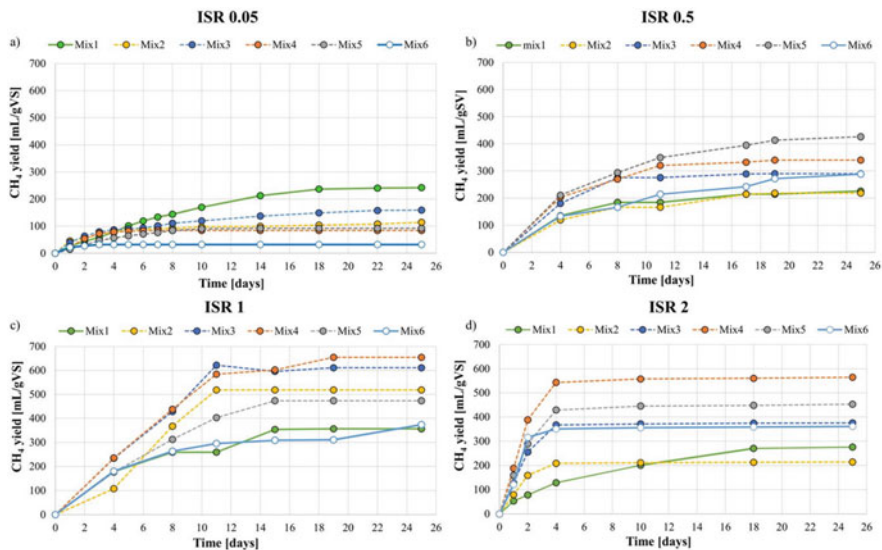 ISR 0.05
a)
Mix1 Mix2 Mix3 Mix4 Mix5 Mix6
CH4 yield [mL/gVS]
700
600
500
400
300
200
100
0
0 2 4 6 8 10 12 14 16 18 20 22 24 26
Time [days]
ISR 0.5
b)
mix1 Mix2 Mix3 Mix4 Mix5 Mix6
CH4 yield [mL/gSV]
700
600
500
400
300
200
100
0
0 2 4 6 8 10 12 14 16 18 20 22 24 26
Time [days]
ISR 1
c)
Mix1 Mix2 Mix3 Mix4 Mix5 Mix6
CH4 yield [mL/gVS]
700
600
500
400
300
200
100
0
0 2 4 6 8 10 12 14 16 18 20 22 24 26
Time [days]
ISR 2
d)
Mix1 Mix2 Mix3 Mix4 Mix5 Mix6
CH4 yield [mL/gVS]
700
600
500
400
300
200
100
0
0 2 4 6 8 10 12 14 16 18 20 22 24 26
Time [days]